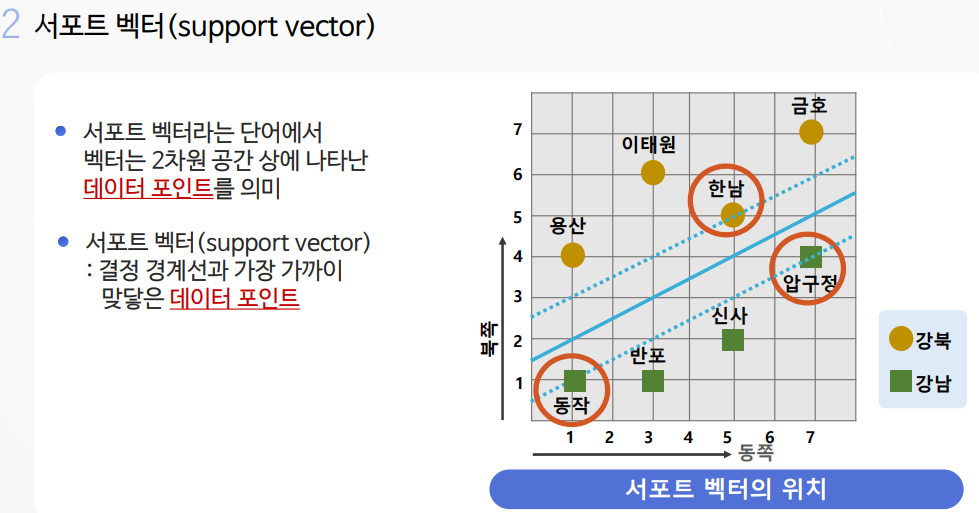 2 서포트 벡터(support vector)
서포트 벡터라는 단어에서
벡터는 2차원 공간 상에 나타난
데이터 포인트를 의미
서포트 벡터(support vector)
: 결정 경계선과 가장 가까이
맞닿은 데이터 포인트
금호
7
이태원
6
한남
5
용산
4
압구정
3
신사
북쪽
2
반포
1
동작
1 2 3 4 5 6 7
동쪽
강북
강남
서포트 벡터의 위치